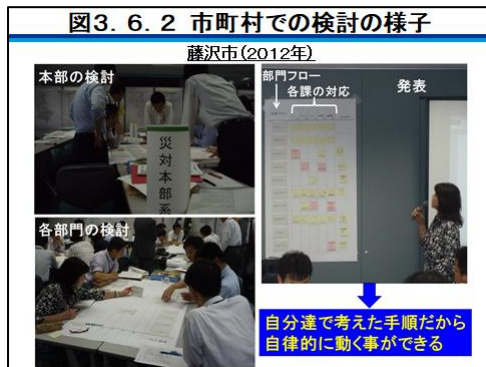 図3．6．2 市町村での検討の様子
藤沢市(2012年)
本部の検討
災対本部系
各部門の検討
部門フロー
各課の対応
発表
自分達で考えた手順だから
自律的に動く事ができる